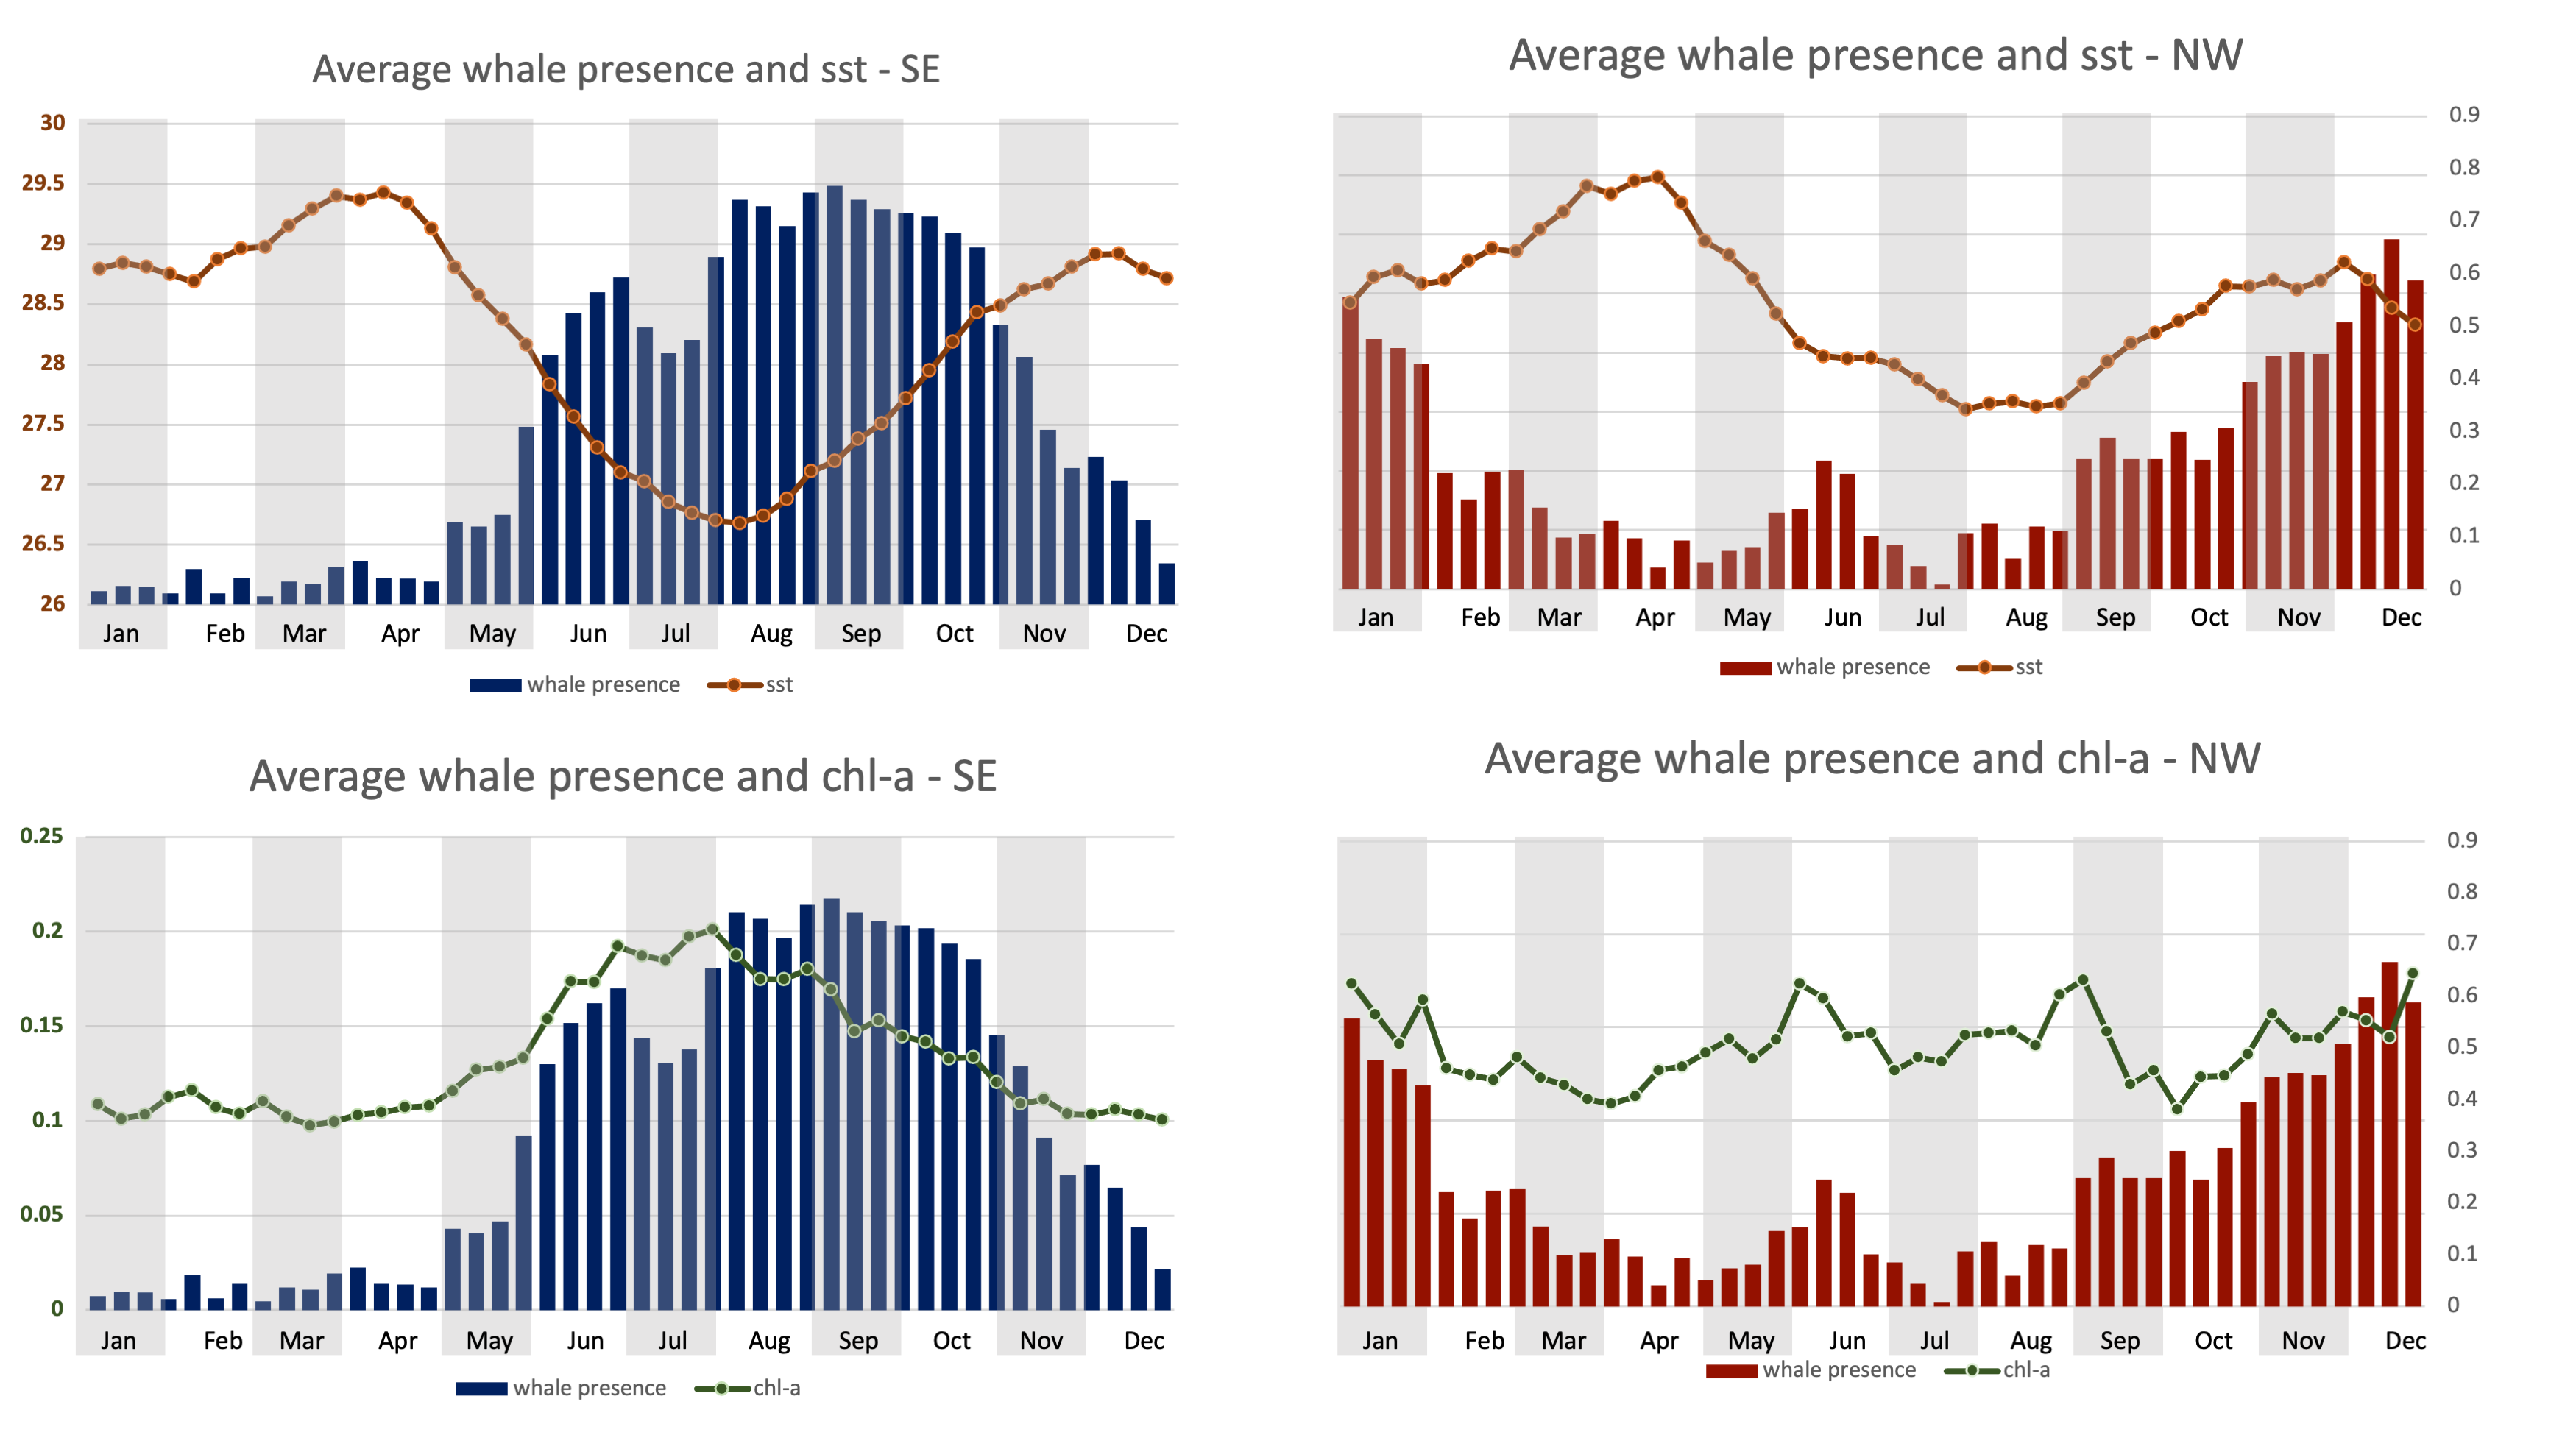 Average whale presence and sst - SE
30
29.5
29
28.5
28
27.5
27
26.5
26
Jan Feb Mar Apr May Jun Jul Aug Sep Oct Nov Dec
whale presence sst
Average whale presence and sst - NW
0.9
0.8
0.7
0.6
0.5
0.4
0.3
0.2
0.1
0
Jan Feb Mar Apr May Jun Jul Aug Sep Oct Nov Dec
whale presence sst
Average whale presence and chl-a - SE
0.25
0.2
0.15
0.1
0.05
0
Jan Feb Mar Apr May Jun Jul Aug Sep Oct Nov Dec
whale presence chl-a
Average whale presence and chl-a - NW
0.9
0.8
0.7
0.6
0.5
0.4
0.3
0.2
0.1
0
Jan Feb Mar Apr May Jun Jul Aug Sep Oct Nov Dec
whale presence chl-a